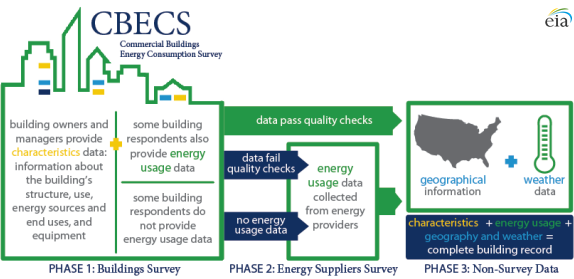 CBECS
Commercial Buildings
Energy Consumption Survey
eia
building owners and
managers provide
characteristics data:
information about
the building's
structure, use,
energy sources and
end uses, and
equipment
+
some building
respondents also
provide energy
usage data
some building
respondents do
not provide
energy usage data
data pass quality checks
data fail
quality checks
no energy
usage data
energy
usage data
collected
from energy
providers
geographical
information
+
weather
data
characteristics + energy usage +
geography and weather =
complete building record
PHASE 1: Buildings Survey
PHASE 2: Energy Suppliers Survey
PHASE 3: Non-Survey Data